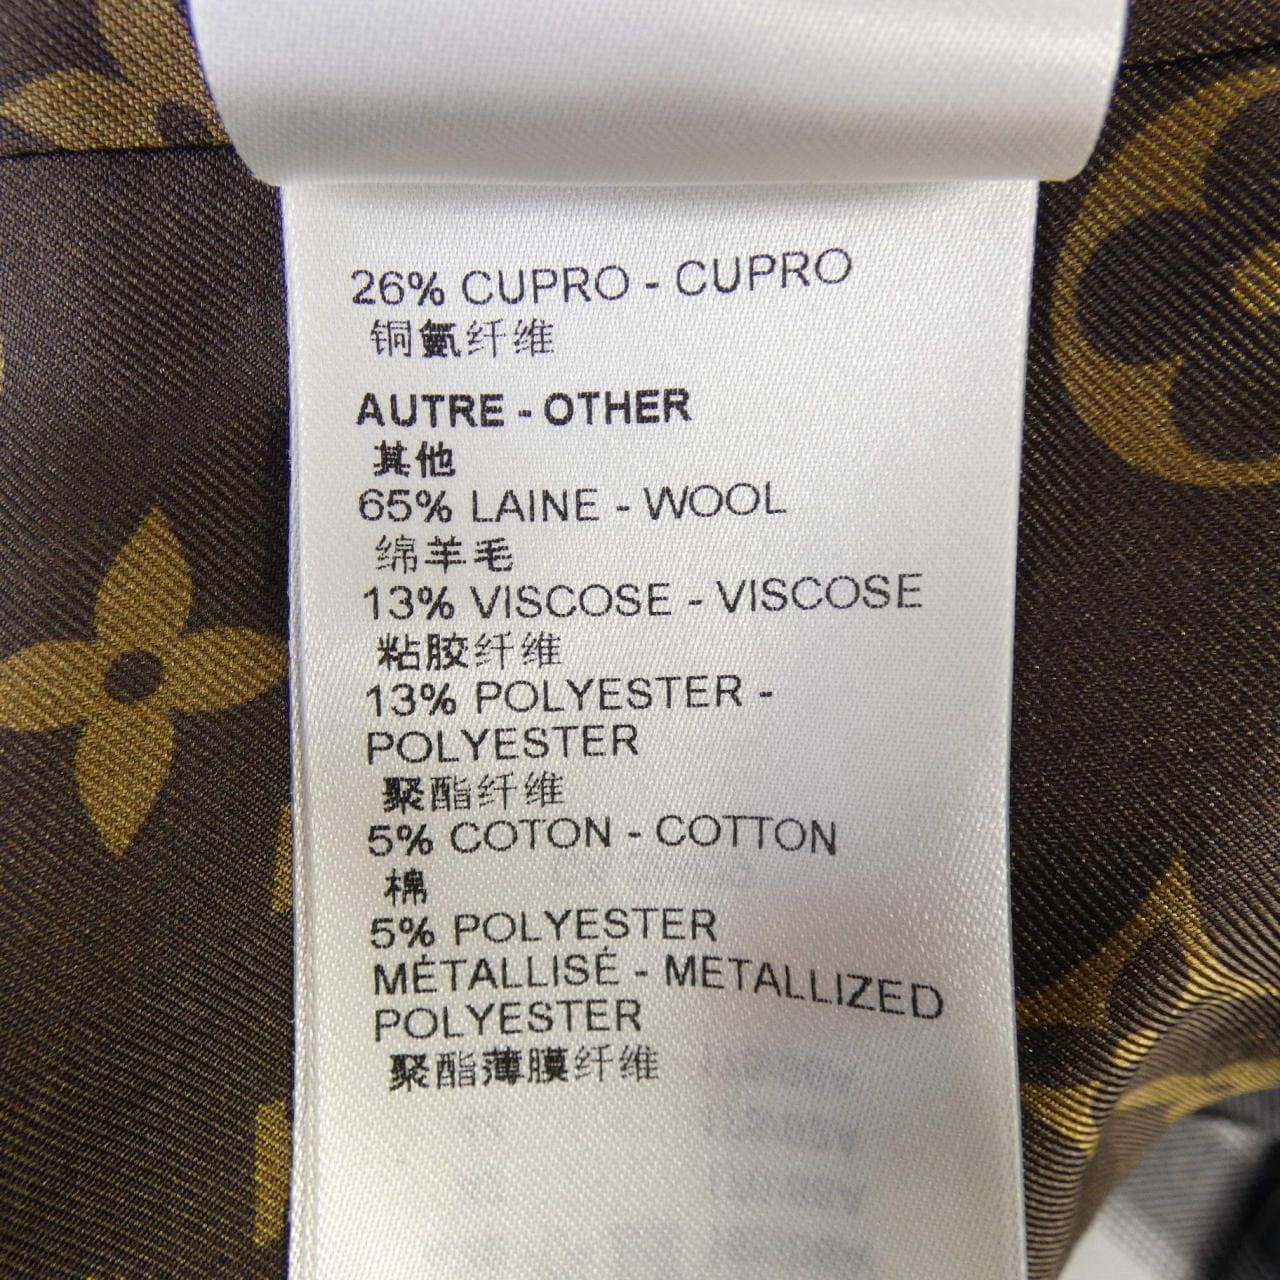 26% CUPRO - CUPRO
铜氨纤维
AUTRE - OTHER
其他
65% LAINE - WOOL
绵羊毛
13% VISCOSE - VISCOSE
粘胶纤维
13% POLYESTER -
POLYESTER
聚酯纤维
5% COTON - COTTON
棉
5% POLYESTER
MÉTALLISÉ - METALLIZED
POLYESTER
聚酯薄膜纤维